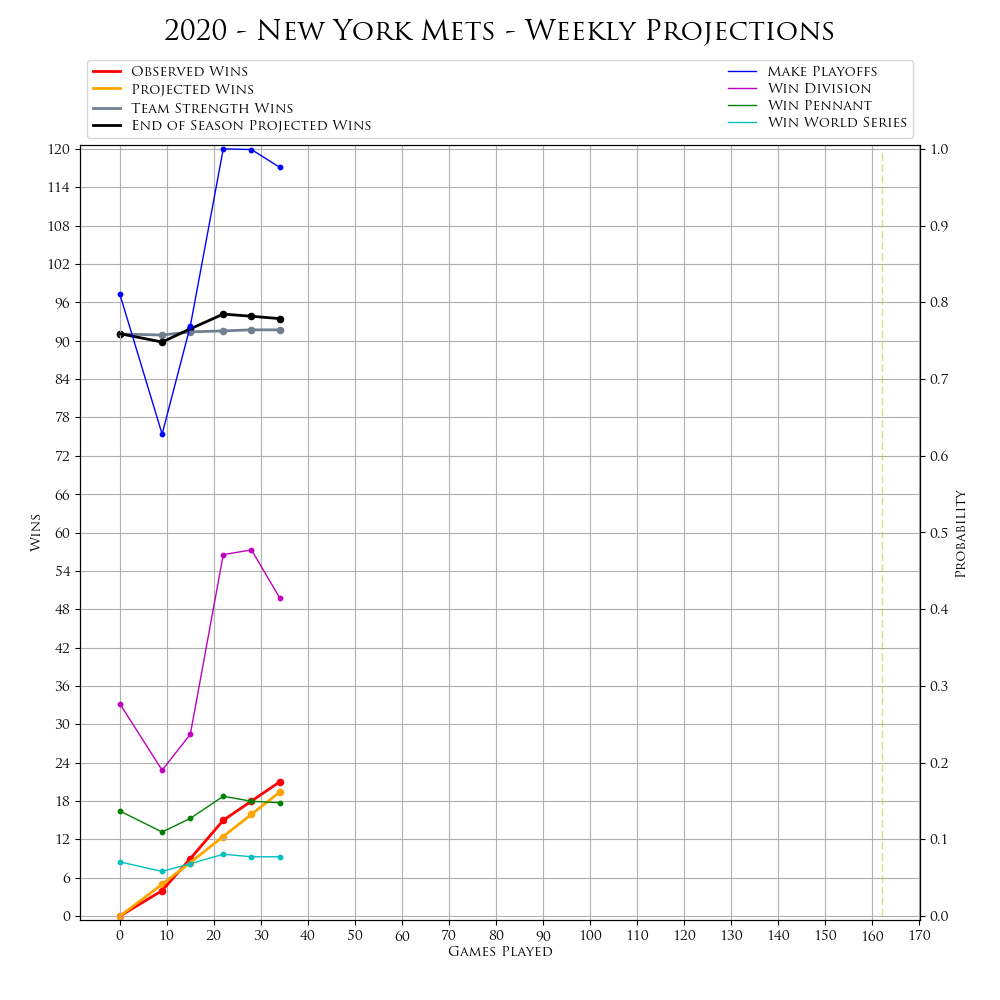 2020 - New York Mets - Weekly Projections
Observed Wins
Projected Wins
Team Strength Wins
End of Season Projected Wins
Make Playoffs
Win Division
Win Pennant
Win World Series
120
114
108
102
96
90
84
78
72
66
60
54
48
42
36
30
24
18
12
6
0
Wins
1.0
0.9
0.8
0.7
0.6
0.5
0.4
0.3
0.2
0.1
0.0
Probability
0 10 20 30 40 50 60 70 80 90 100 110 120 130 140 150 160 170
Games Played